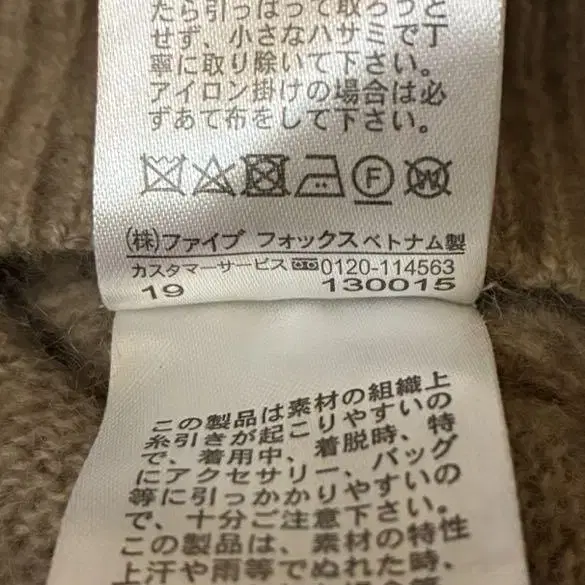 たら引っぱって取ろうと
せず、小さなハサミで丁
寧に取り除いて下さい。
アイロン掛けの場合は必
ずあて布をして下さい。
F W
(株)ファイブ フォックスベトナム製
カスタマーサービス 0120-114563
19 130015
この製品は素材の組織上
糸引きが起こりやすいの
で、着用中、着脱時、特
にアクセサリー、バッグ
等に引っかかりやすいの
で、十分ご注意下さい。
この製品は、素材の特性
上汗や雨等でぬれた時、